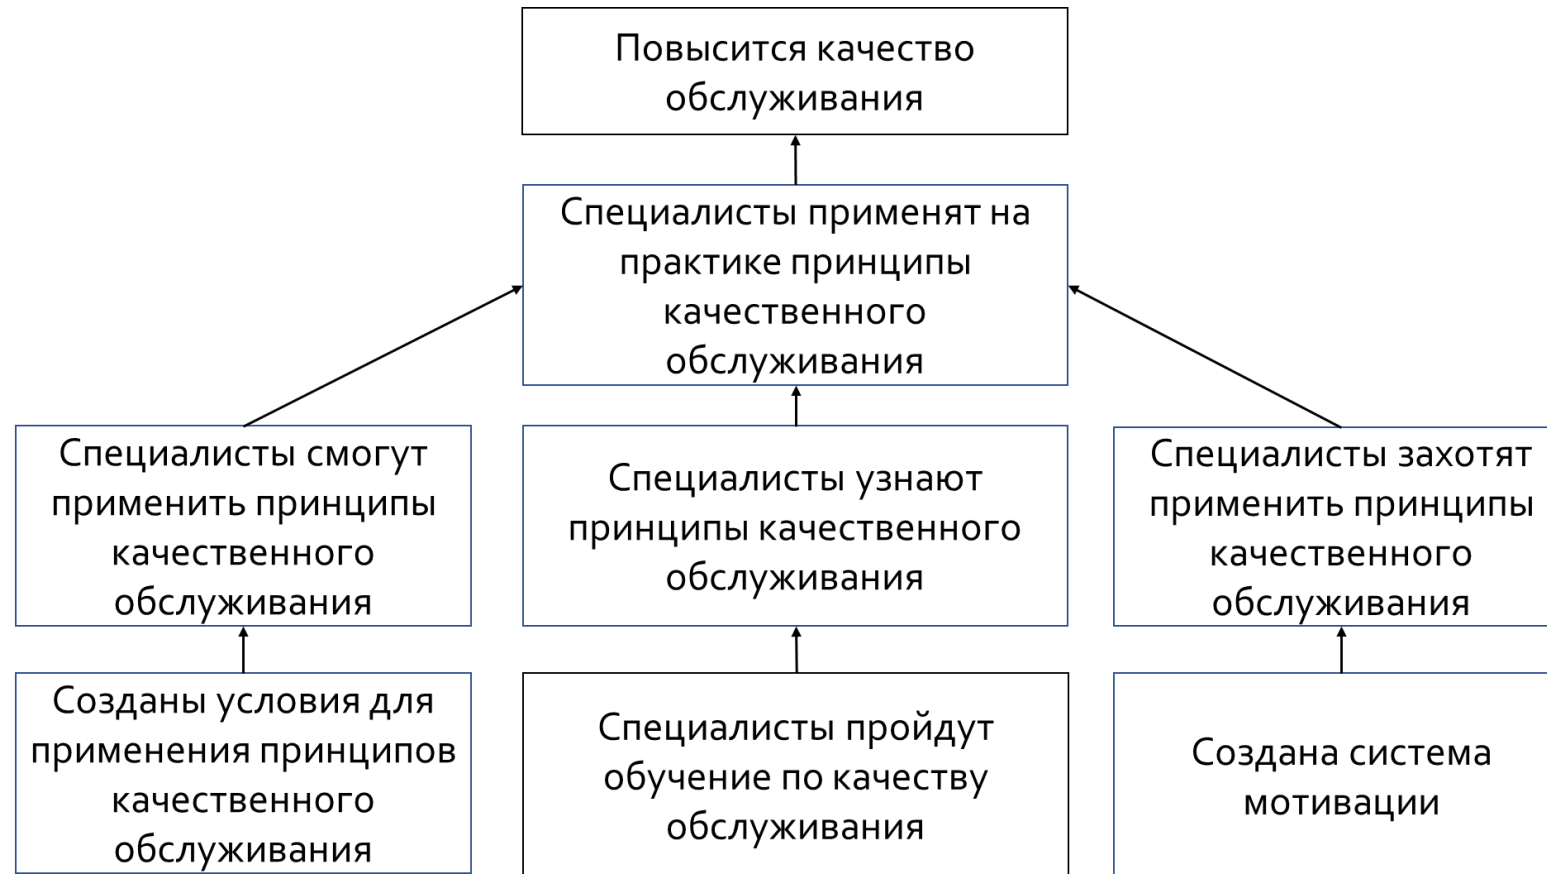 Повысится качество
обслуживания
Специалисты применят на
практике принципы
качественного
обслуживания
Специалисты смогут
применить принципы
качественного
обслуживания
Специалисты узнают
принципы качественного
обслуживания
Специалисты захотят
применить принципы
качественного
обслуживания
Созданы условия для
применения принципов
качественного
обслуживания
Специалисты пройдут
обучение по качеству
обслуживания
Создана система
мотивации